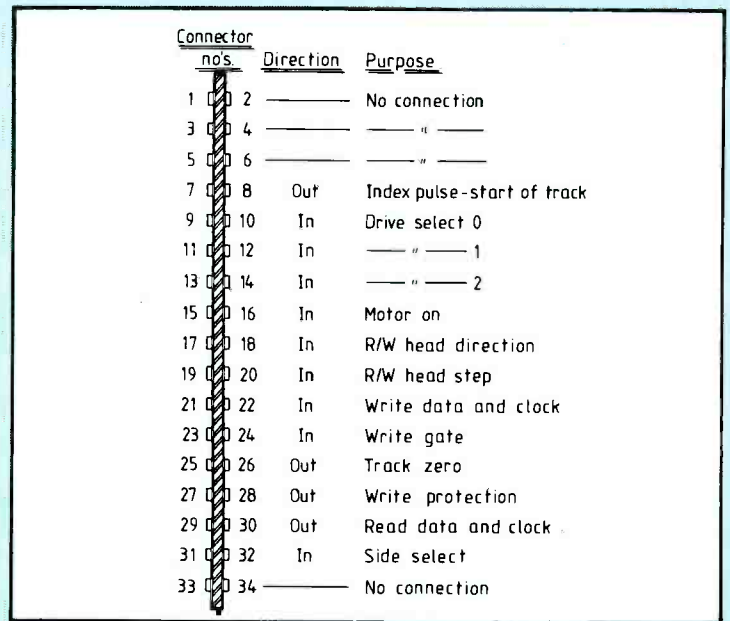 Connector
no's. Direction Purpose
1 2 ——— No connection
3 4 ——— — " —
5 6 ——— — " —
7 8 Out Index pulse-start of track
9 10 In Drive select 0
11 12 In — " — 1
13 14 In — " — 2
15 16 In Motor on
17 18 In R/W head direction
19 20 In R/W head step
21 22 In Write data and clock
23 24 In Write gate
25 26 Out Track zero
27 28 Out Write protection
29 30 Out Read data and clock
31 32 In Side select
33 34 ——— No connection